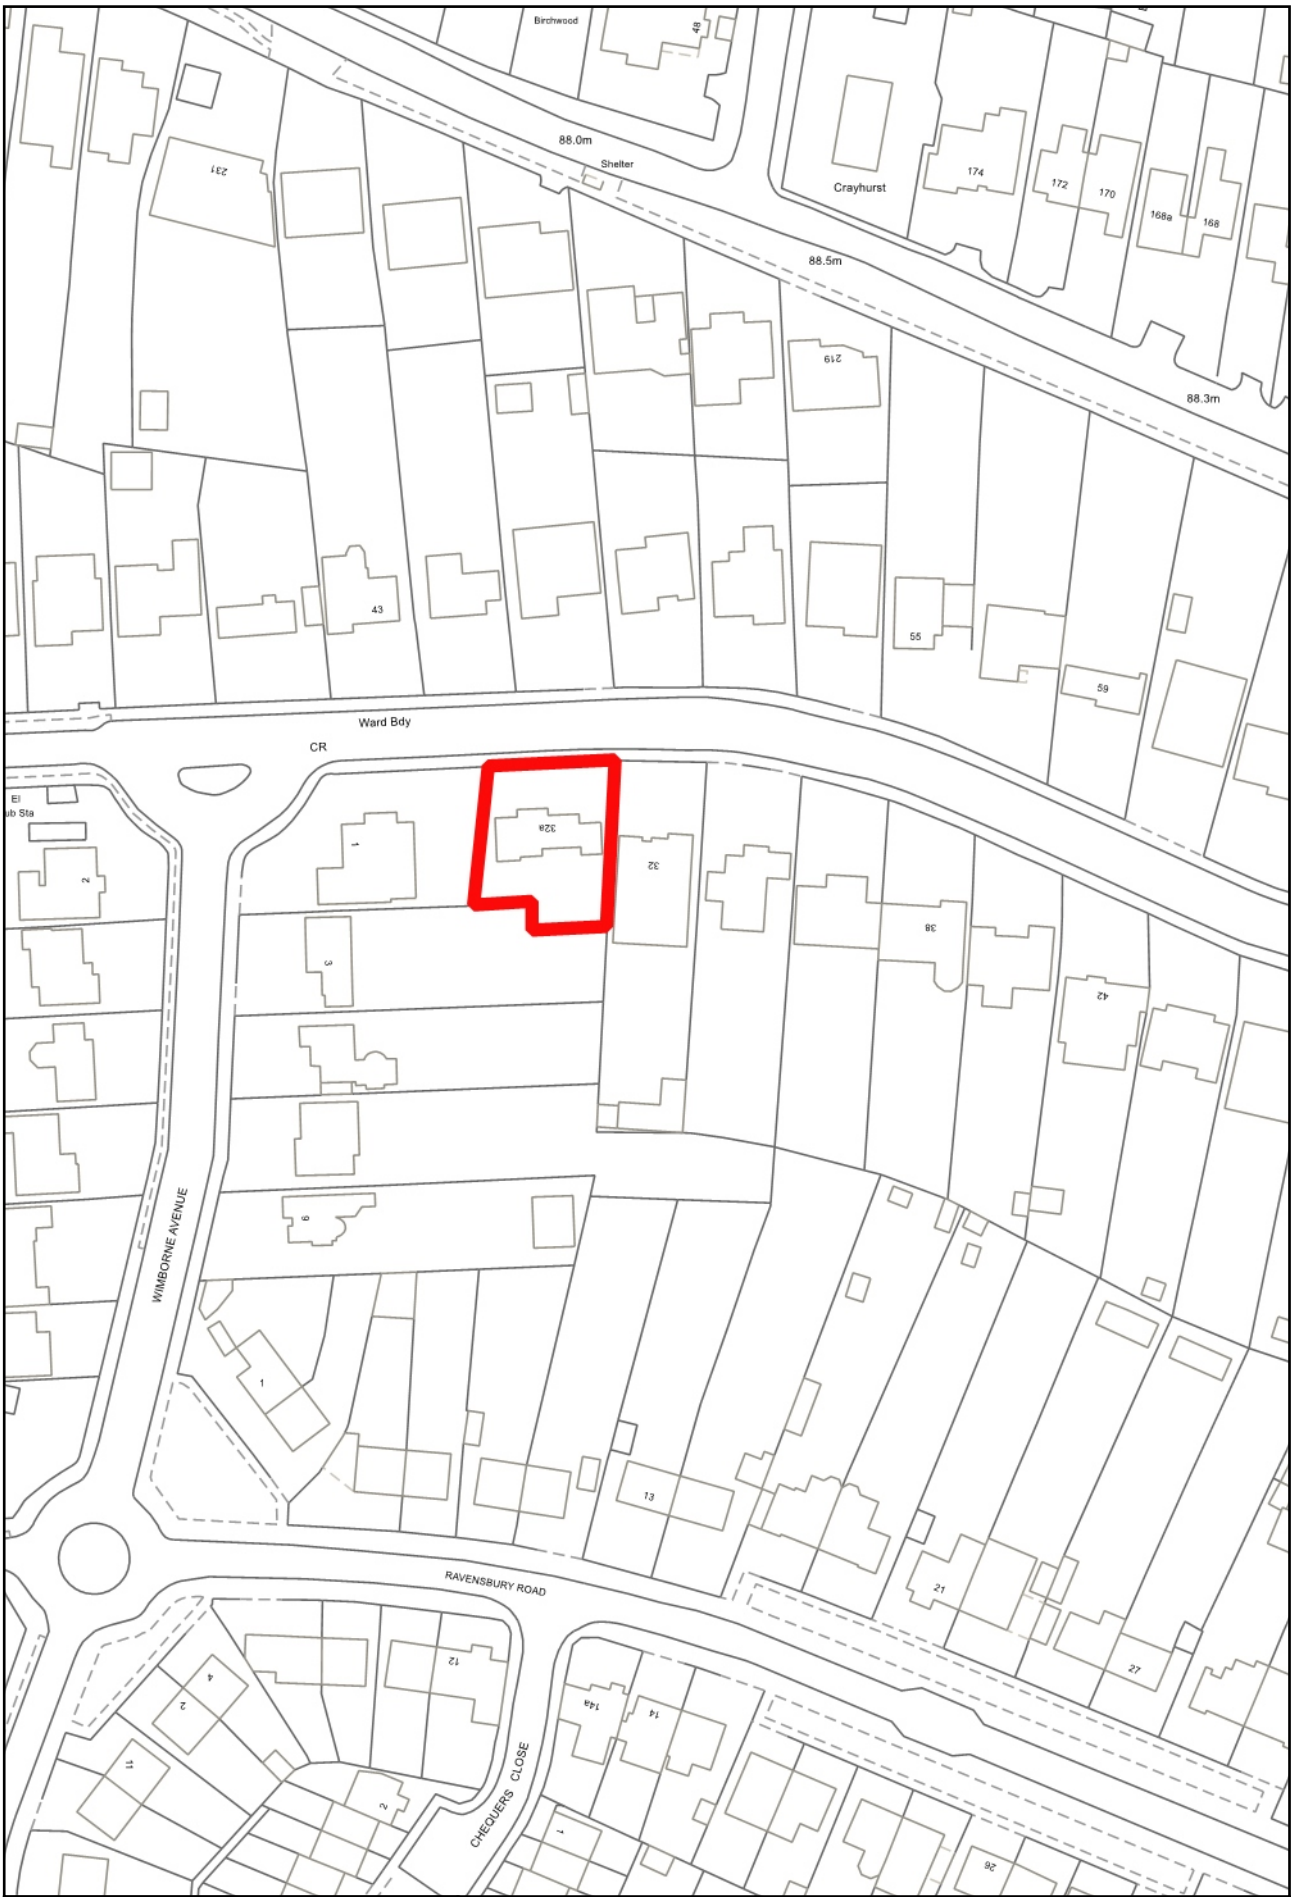 Birchwood
48
88.0m
Shelter
231
174
172
170
Crayhurst
168a
168
88.5m
219
88.3m
43
55
59
Ward Bdy
CR
El
ub Sta
32a
1
32
2
38
3
42
9
WIMBORNE AVENUE
1
13
21
RAVENSBURY ROAD
27
12
4
2
14a
14
11
2
CHEQUERS CLOSE
1
26